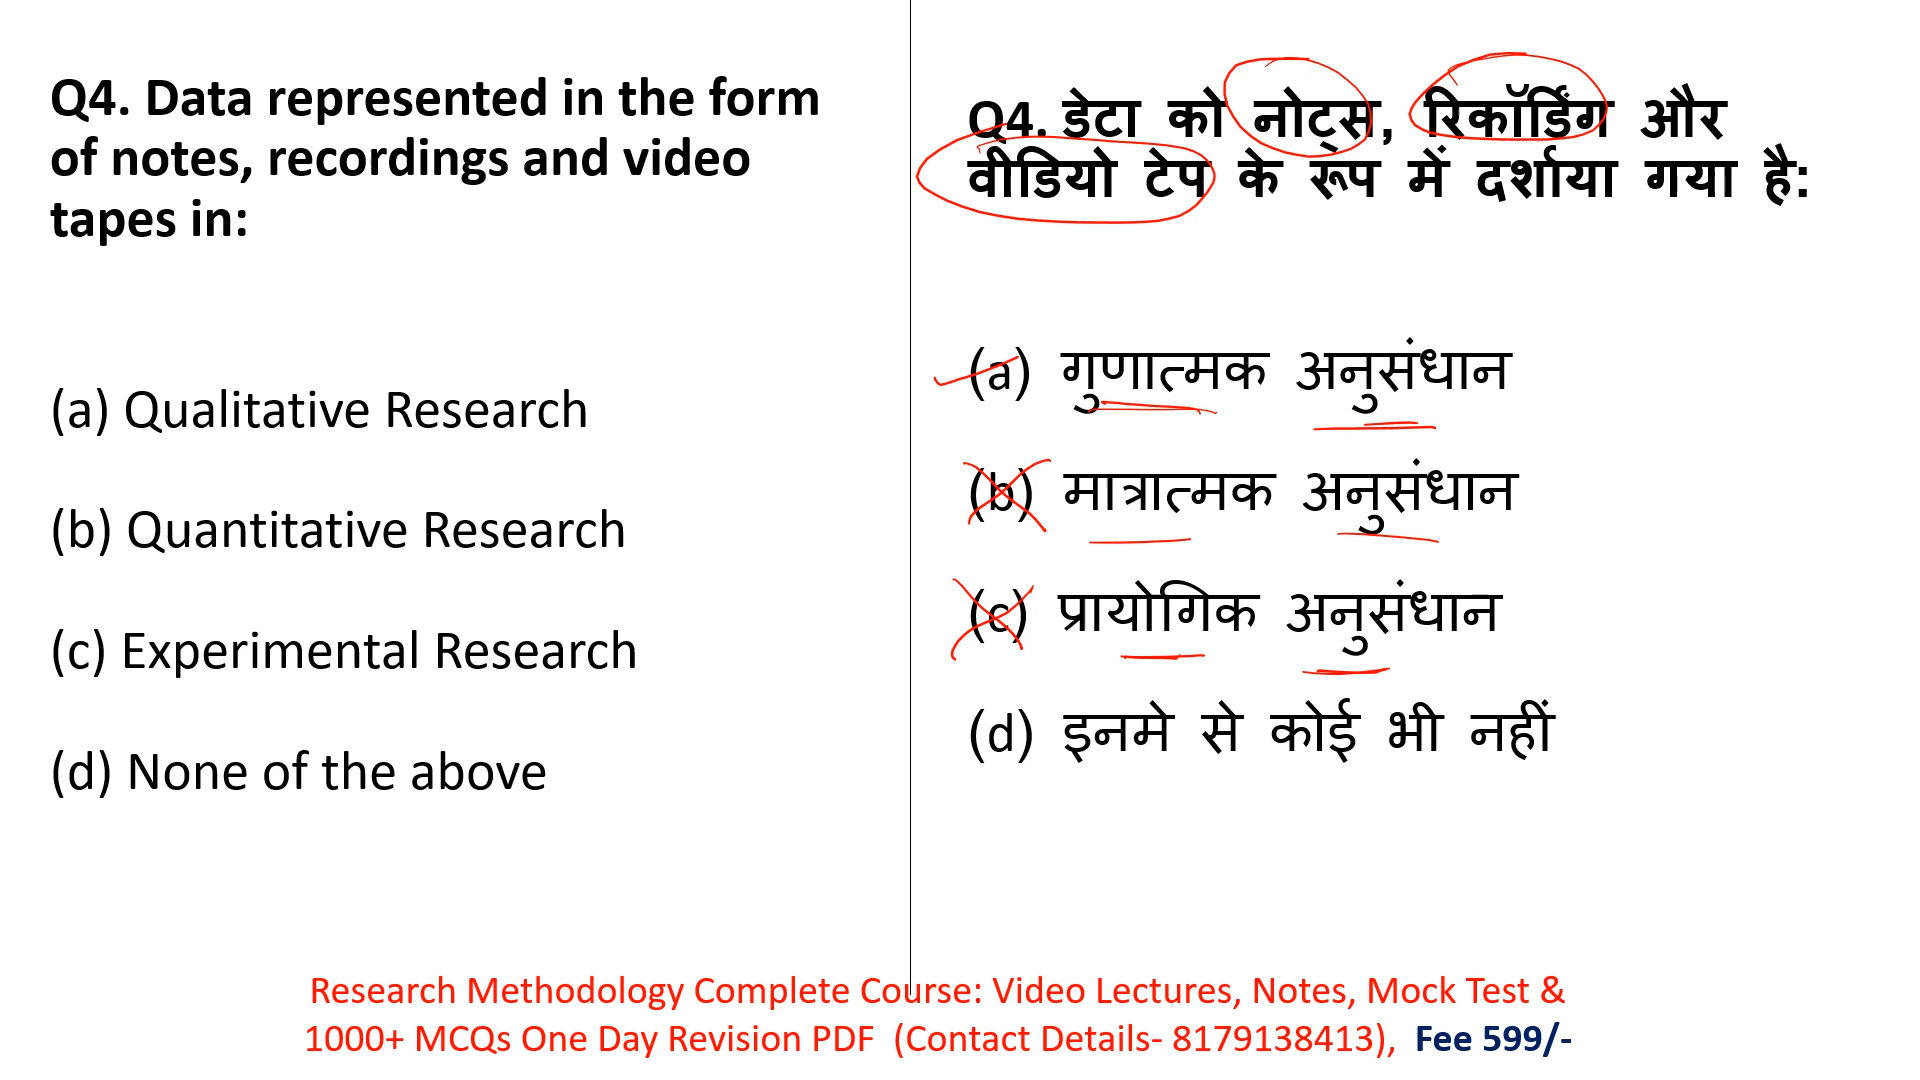 Q4. Data represented in the form
of notes, recordings and video
tapes in:
(a) Qualitative Research
(b) Quantitative Research
(c) Experimental Research
(d) None of the above
Q4. डेटा को नोट्स, रिकॉर्डिंग और
वीडियो टेप के रूप में दर्शाया गया है:
(a) गुणात्मक अनुसंधान
(b) मात्रात्मक अनुसंधान
(c) प्रायोगिक अनुसंधान
(d) इनमे से कोई भी नहीं
Research Methodology Complete Course: Video Lectures, Notes, Mock Test &
1000+ MCQs One Day Revision PDF (Contact Details- 8179138413), Fee 599/-